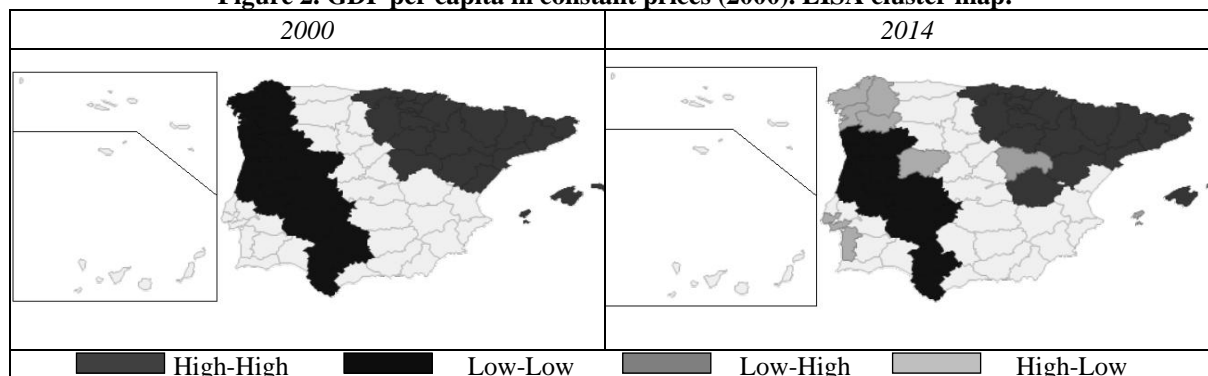 Figure 2. GDP per capita in constant prices (2000). LISA cluster map.
2000 2014
High-High Low-Low Low-High High-Low